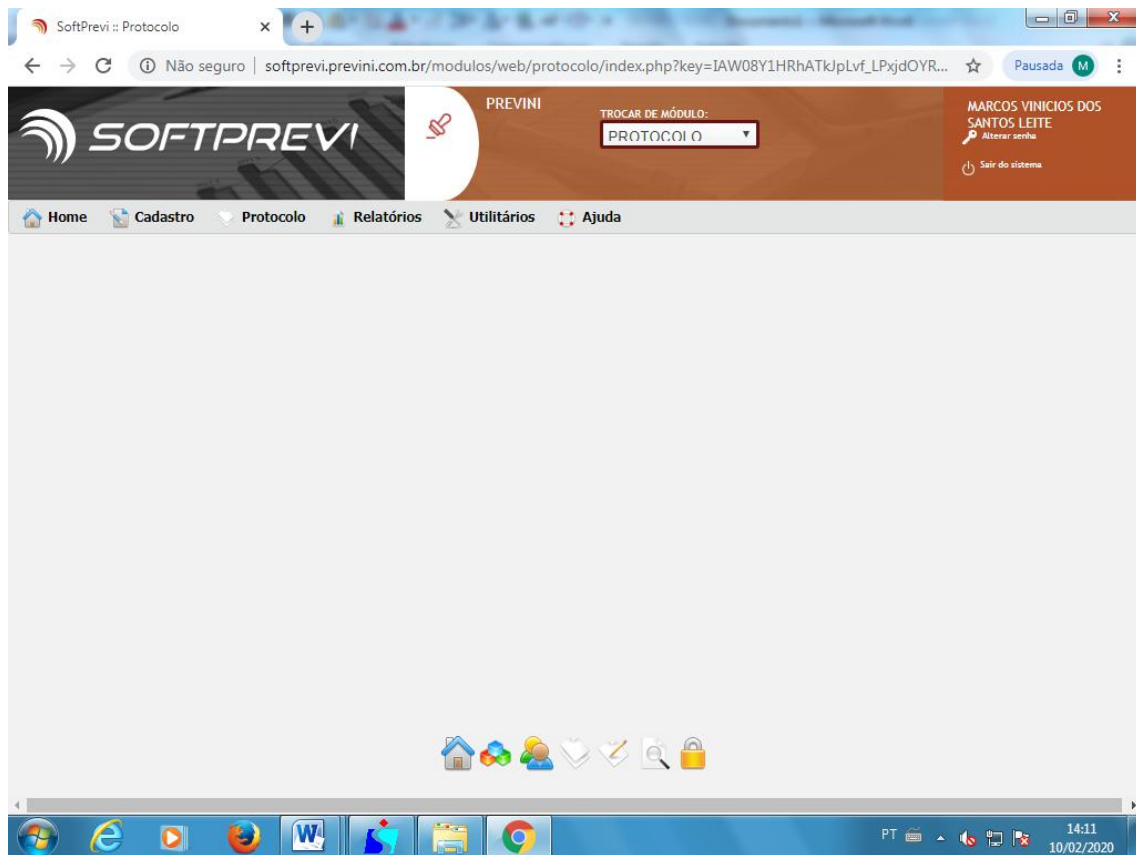 SoftPrevi :: Protocolo
Não seguro | softprevi.previni.com.br/modulos/web/protocolo/index.php?key=IAW08Y1HRhATkJpLvf_LPxjdOYR...
Pausada M
SOFTPREVI
PREVINI
TROCAR DE MÓDULO:
PROTOCOLO
MARCOS VINICIOS DOS
SANTOS LEITE
Alterar senha
Sair do sistema
Home Cadastro Protocolo Relatórios Utilitários Ajuda
PT
14:11
10/02/2020